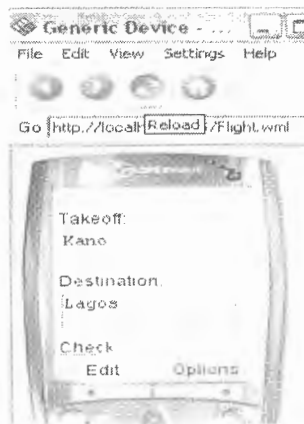 Generic Device - ...
File Edit View Settings Help
Go http://localh Reload /Flight.wml
Takeoff:
Kano
Destination:
Lagos
Check
Edit Options